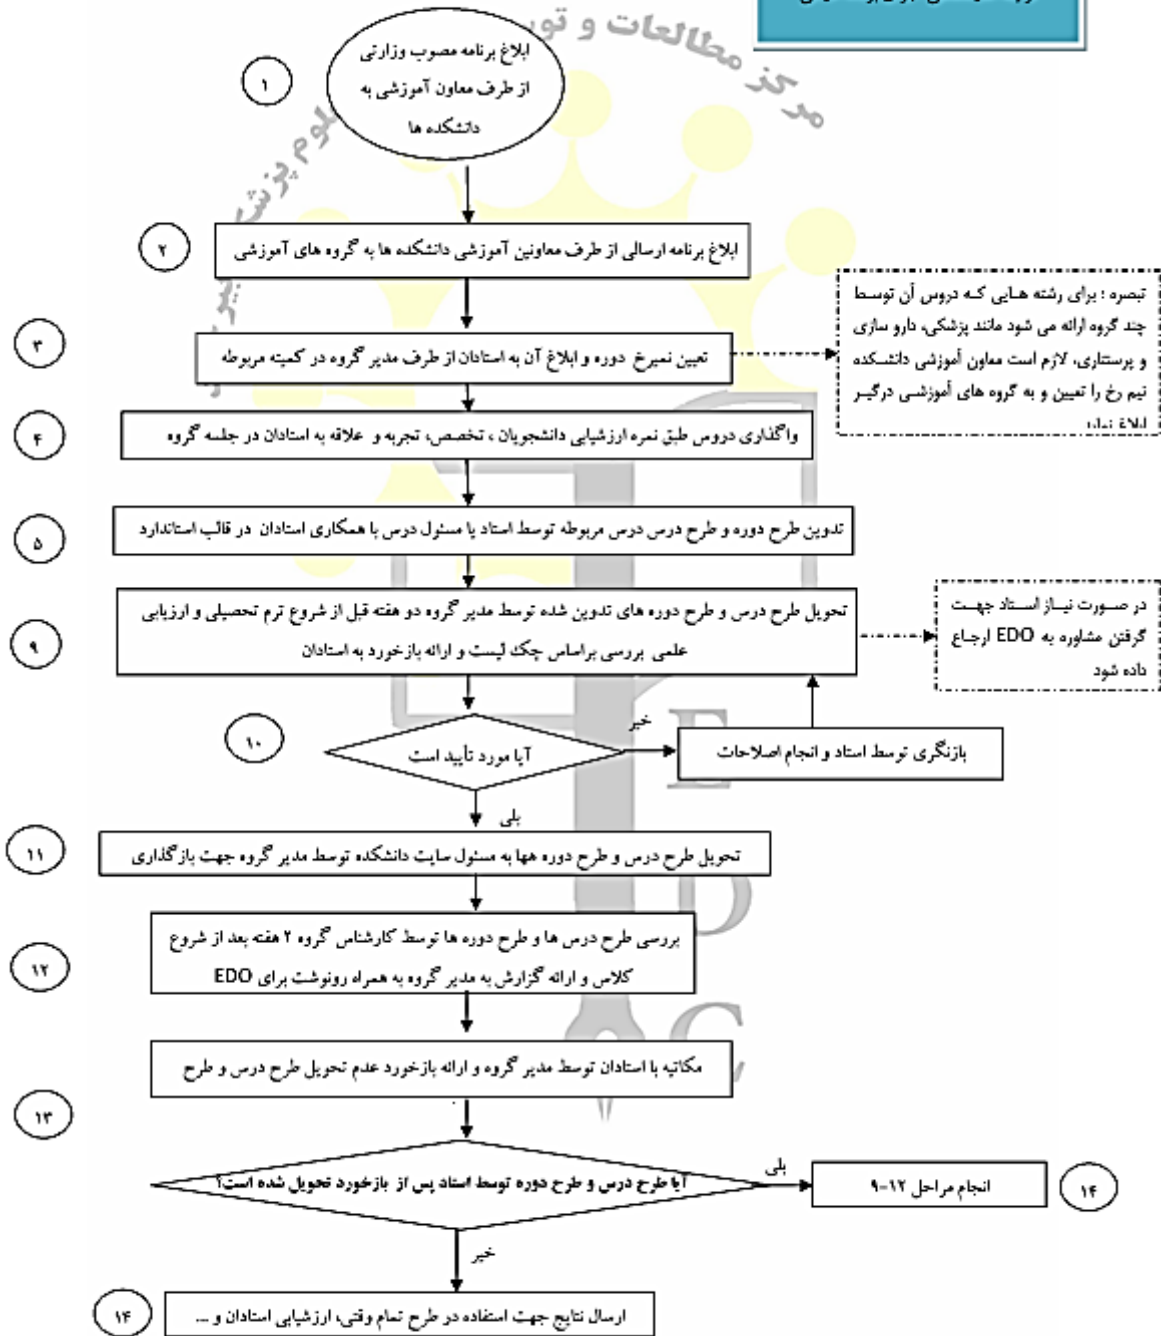 مرکز مطالعات و تو
علوم پزشکی
ابلاغ برنامه مصوب وزارتی
از طرف معاون آموزشی به
دانشکده ها
۱
۲
ابلاغ برنامه ارسالی از طرف معاونین آموزشی دانشکده ها به گروه های آموزشی
تبصره : برای رشته هایی که دروس آن توسط
چند گروه ارائه می شود مانند پزشکی، دارو سازی
و پرستاری، لازم است معاون آموزشی دانشکده
نیم رخ را تعیین و به گروه های آموزشی درگیر
ابلاغ نماید
۳
تعیین نمیرخ دوره و ابلاغ آن به استادان از طرف مدیر گروه در کمیته مربوطه
۴
واگذاری دروس طبق نمره ارزشیابی دانشجویان ، تخصص، تجربه و علاقه به استادان در جلسه گروه
۵
تدوین طرح دوره و طرح درس درس مربوطه توسط استاد یا مسئول درس با همکاری استادان در قالب استاندارد
۹
تحویل طرح درس و طرح دوره های تدوین شده توسط مدیر گروه دو هفته قبل از شروع ترم تحصیلی و ارزیابی
علمی بررسی براساس چک لیست و ارائه بازخورد به استادان
در صورت نیاز استاد جهت
گرفتن مشاوره به EDO ارجاع
داده شود
۱۰
آیا مورد تأیید است
خیر
بازنگری توسط استاد و انجام اصلاحات
بلی
۱۱
تحویل طرح درس و طرح دوره هها به مسئول سایت دانشکده توسط مدیر گروه جهت بارگذاری
۱۲
بررسی طرح درس ها و طرح دوره ها توسط کارشناس گروه ۲ هفته بعد از شروع
کلاس و ارائه گزارش به مدیر گروه به همراه رونوشت برای EDO
مکاتبه با استادان توسط مدیر گروه و ارائه بازخورد عدم تحویل طرح درس و طرح
۱۳
آیا طرح درس و طرح دوره توسط استاد پس از بازخورد تحویل شده است؟
بلی
انجام مراحل ۱۲-۹
۱۴
خیر
۱۴
ارسال نتایج جهت استفاده در طرح تمام وقتی، ارزشیابی استادان و ...
E
D
C